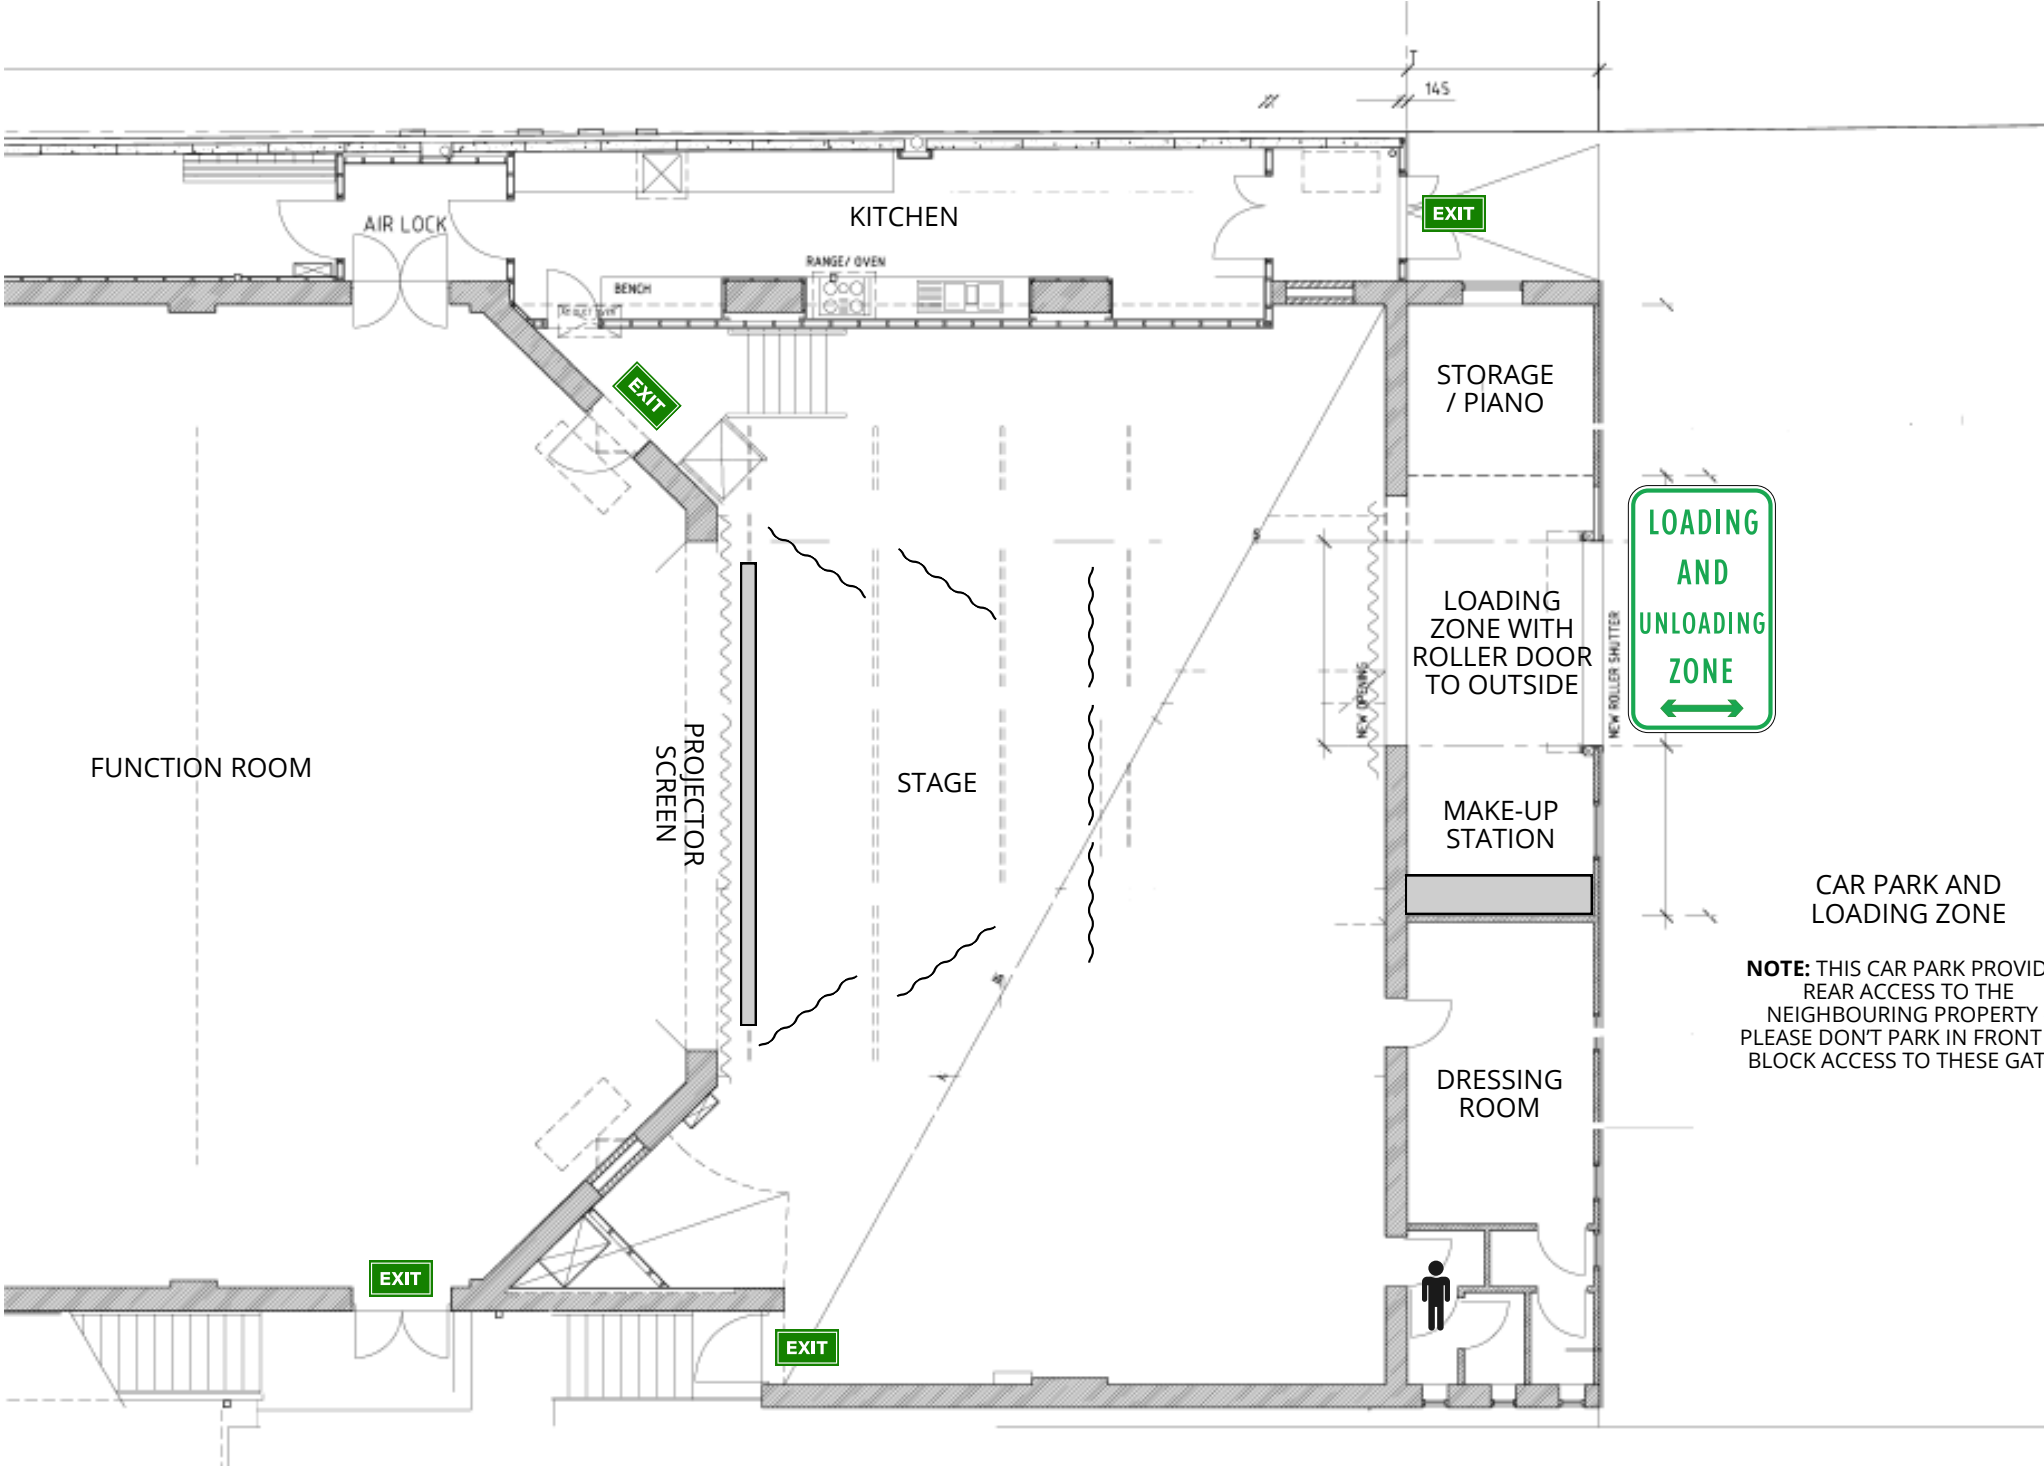 145
AIR LOCK
KITCHEN
EXIT
RANGE/ OVEN
BENCH
EXIT
STORAGE
/ PIANO
LOADING
AND
UNLOADING
ZONE
LOADING
ZONE WITH
ROLLER DOOR
TO OUTSIDE
NEW OPENING
NEW ROLLER SHUTTER
FUNCTION ROOM
PROJECTOR
SCREEN
STAGE
MAKE-UP
STATION
CAR PARK AND
LOADING ZONE
NOTE: THIS CAR PARK PROVID
REAR ACCESS TO THE
NEIGHBOURING PROPERTY
PLEASE DON'T PARK IN FRONT
BLOCK ACCESS TO THESE GAT
DRESSING
ROOM
EXIT
EXIT